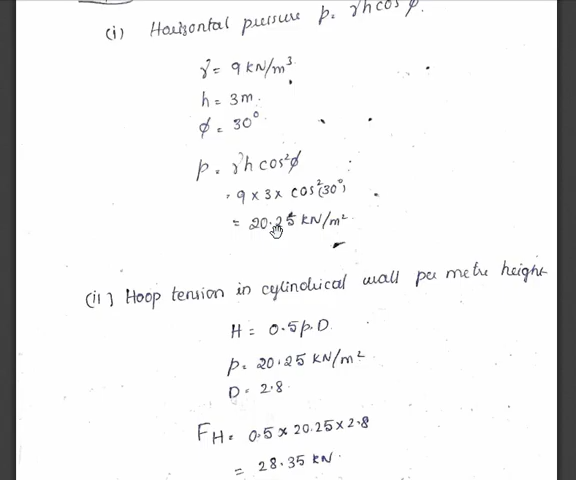 (i) Horizontal pressure p = γh cos²φ.
γ = 9 KN/m³.
h = 3m.
φ = 30°
p = γh cos²φ
= 9 × 3 × cos²(30°)
= 20.25 KN/m²
(ii) Hoop tension in cylindrical wall per metre height
H = 0.5p.D.
p = 20.25 KN/m²
D = 2.8
FH = 0.5 × 20.25 × 2.8
= 28.35 KN.